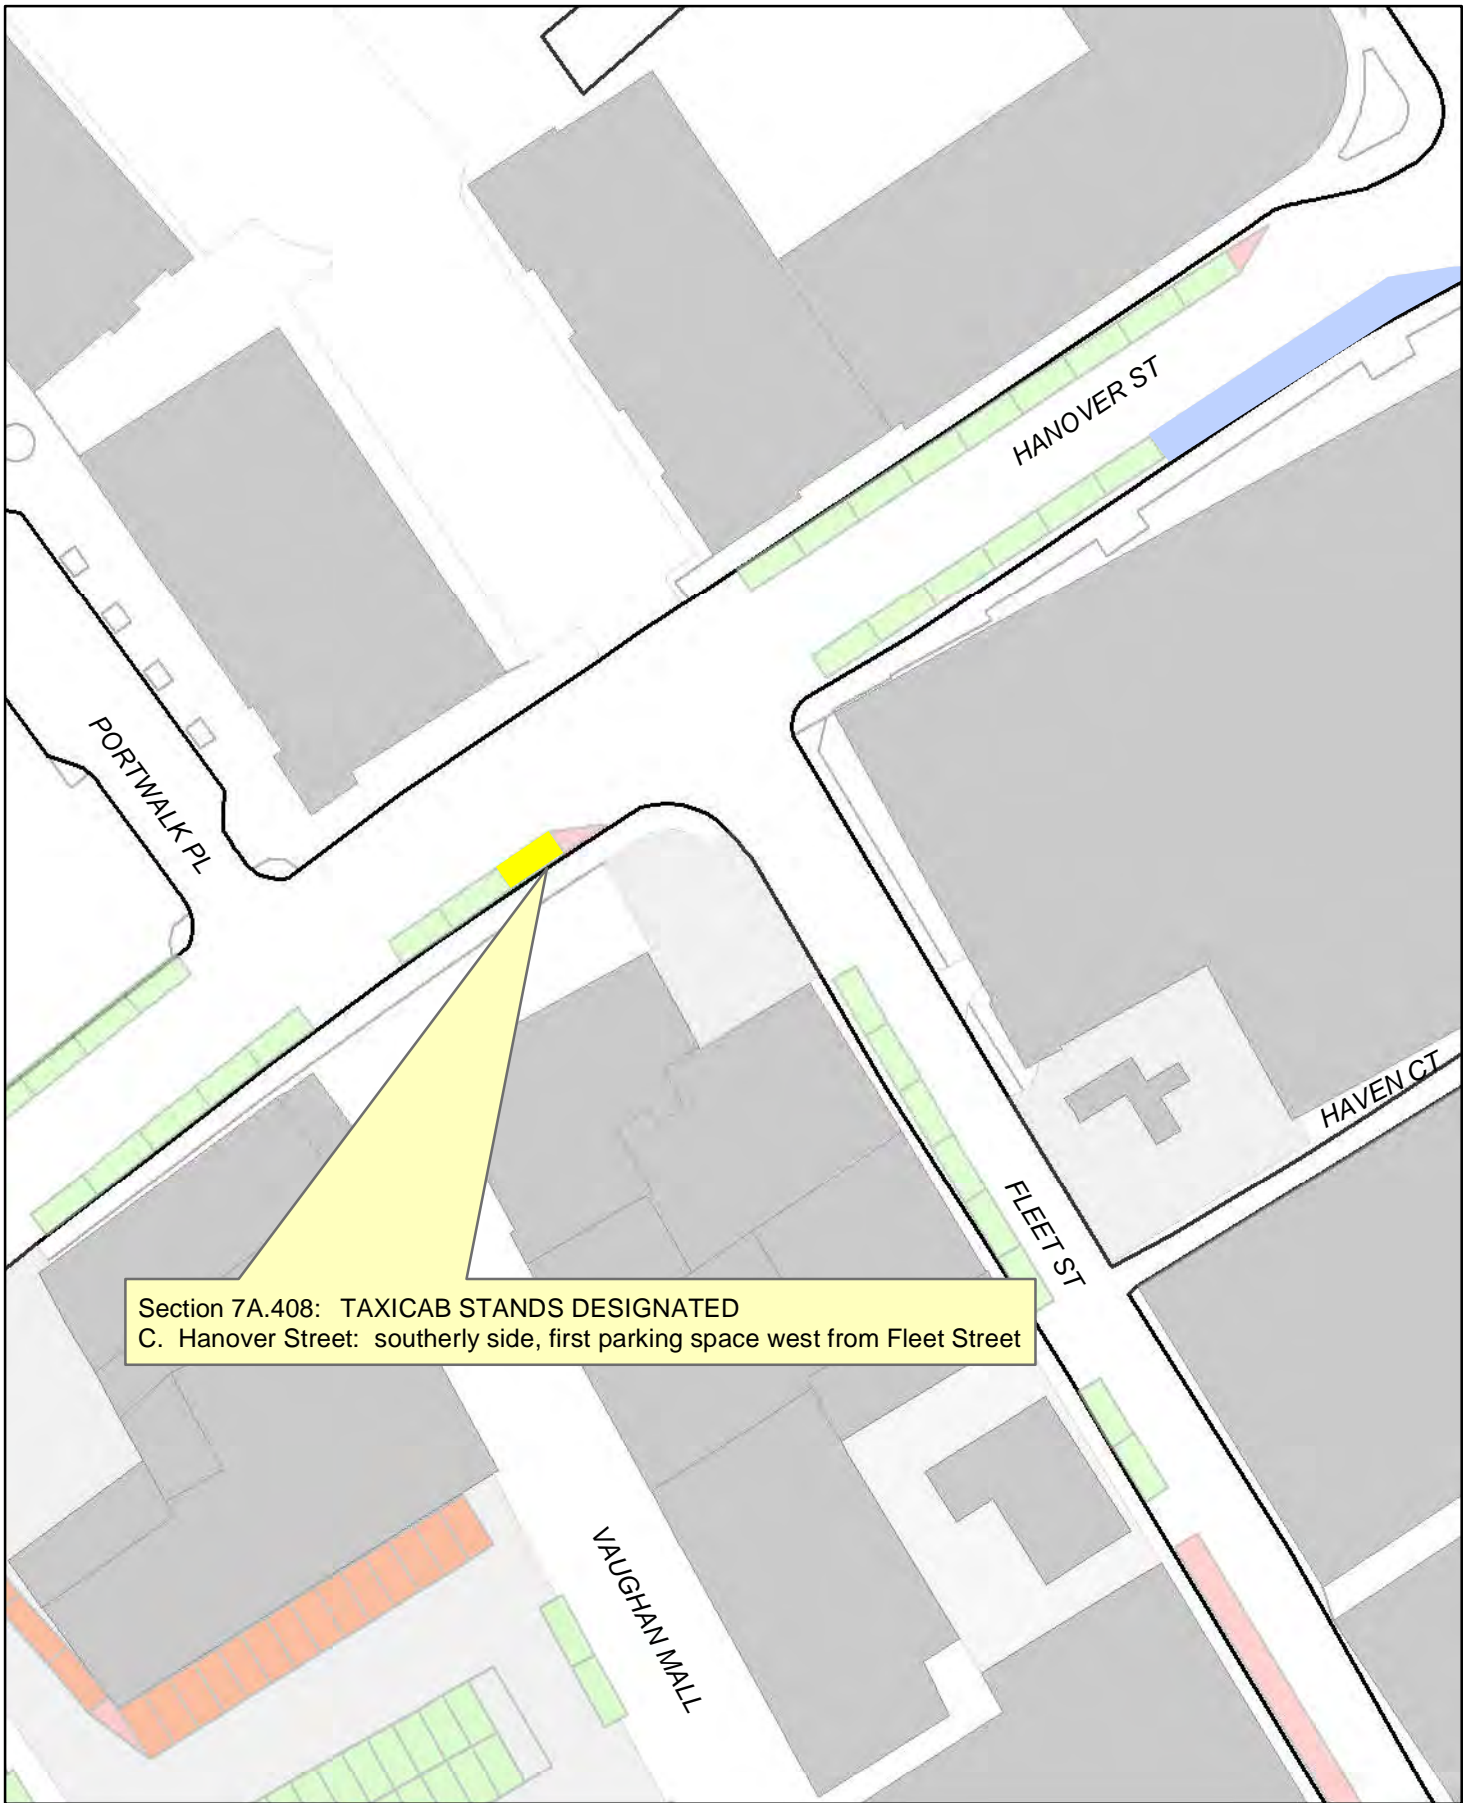 HANOVER ST
PORTWALK PL
HAVEN CT
FLEET ST
Section 7A.408: TAXICAB STANDS DESIGNATED
C. Hanover Street: southerly side, first parking space west from Fleet Street
VAUGHAN MALL